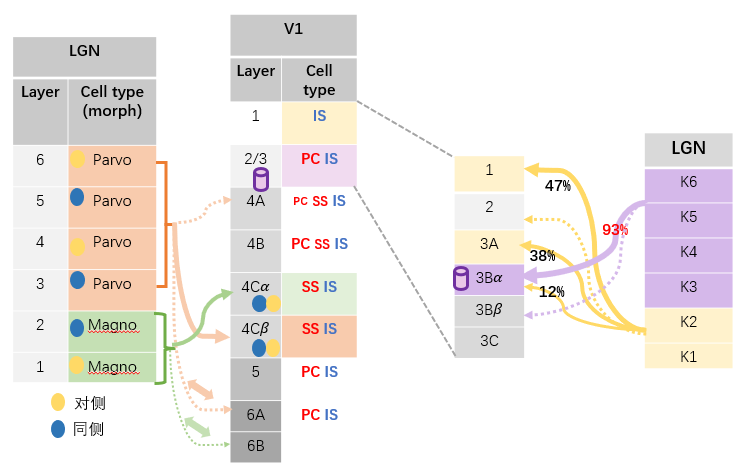 LGN
Layer Cell type (morph)
6 Parvo
5 Parvo
4 Parvo
3 Parvo
2 Magno
1 Magno
对侧
同侧
V1
Layer Cell type
1 IS
2/3 PC IS
4A PC SS IS
4B PC SS IS
4Cα SS IS
4Cβ SS IS
5 PC IS
6A PC IS
6B
1
2
3A
3Bα
3Bβ
3C
47%
93%
38%
12%
LGN
K6
K5
K4
K3
K2
K1